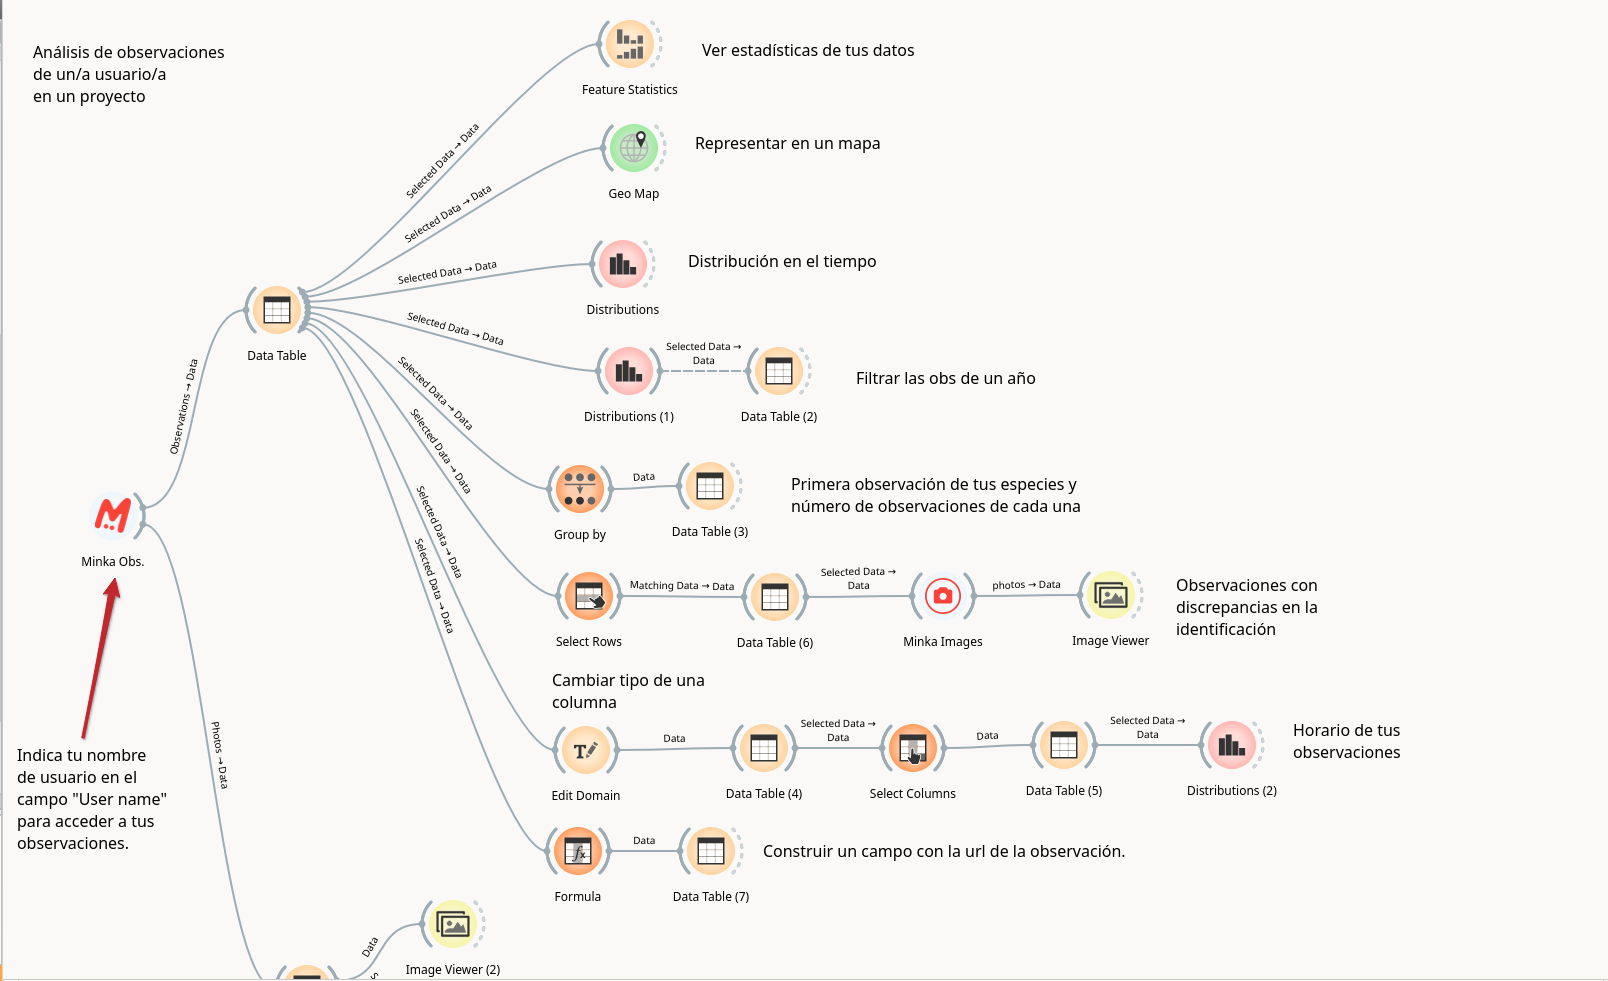 Análisis de observaciones
de un/a usuario/a
en un proyecto
Feature Statistics
Ver estadísticas de tus datos
Selected Data → Data
Geo Map
Representar en un mapa
Selected Data → Data
Distributions
Distribución en el tiempo
Selected Data → Data
Data Table
Observations → Data
Selected Data → Data
Distributions (1)
Selected Data →
Data
Data Table (2)
Filtrar las obs de un año
Selected Data → Data
Group by
Data
Data Table (3)
Primera observación de tus especies y
número de observaciones de cada una
Minka Obs.
Selected Data → Data
Select Rows
Matching Data → Data
Data Table (6)
Selected Data →
Data
Minka Images
photos → Data
Image Viewer
Observaciones con
discrepancias en la
identificación
Selected Data → Data
Cambiar tipo de una
columna
Edit Domain
Data
Data Table (4)
Selected Data →
Data
Select Columns
Data
Data Table (5)
Selected Data →
Data
Distributions (2)
Horario de tus
observaciones
Indica tu nombre
de usuario en el
campo "User name"
para acceder a tus
observaciones.
Photos → Data
Selected Data → Data
Formula
Data
Data Table (7)
Construir un campo con la url de la observación.
Data
Image Viewer (2)
S